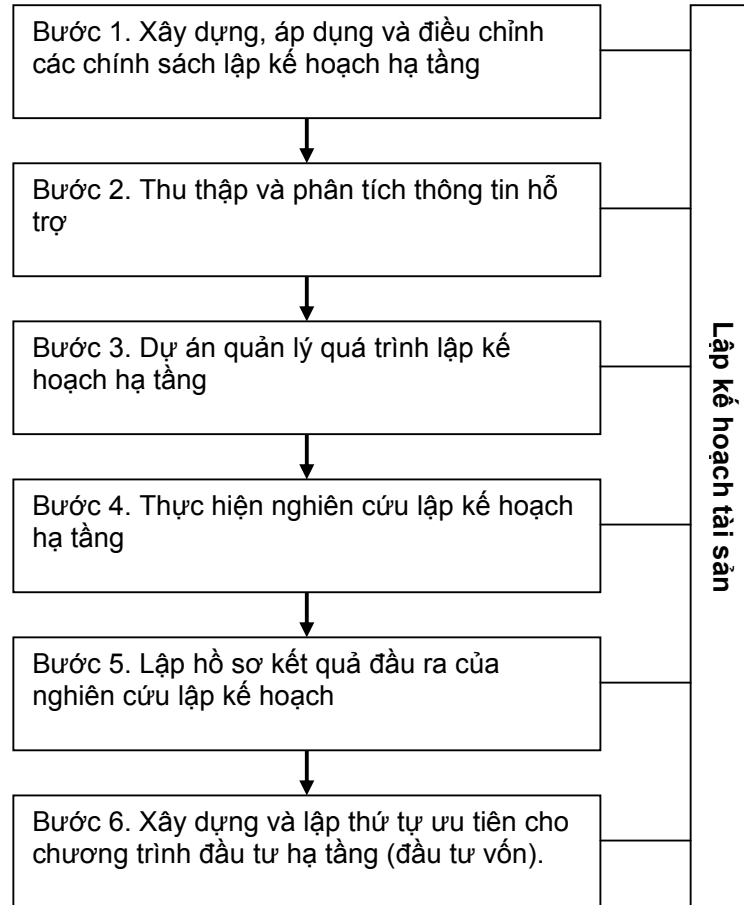 Bước 1. Xây dựng, áp dụng và điều chỉnh
các chính sách lập kế hoạch hạ tầng
Bước 2. Thu thập và phân tích thông tin hỗ
trợ
Bước 3. Dự án quản lý quá trình lập kế
hoạch hạ tầng
Bước 4. Thực hiện nghiên cứu lập kế hoạch
hạ tầng
Bước 5. Lập hồ sơ kết quả đầu ra của
nghiên cứu lập kế hoạch
Bước 6. Xây dựng và lập thứ tự ưu tiên cho
chương trình đầu tư hạ tầng (đầu tư vốn).
Lập kế hoạch tài sản